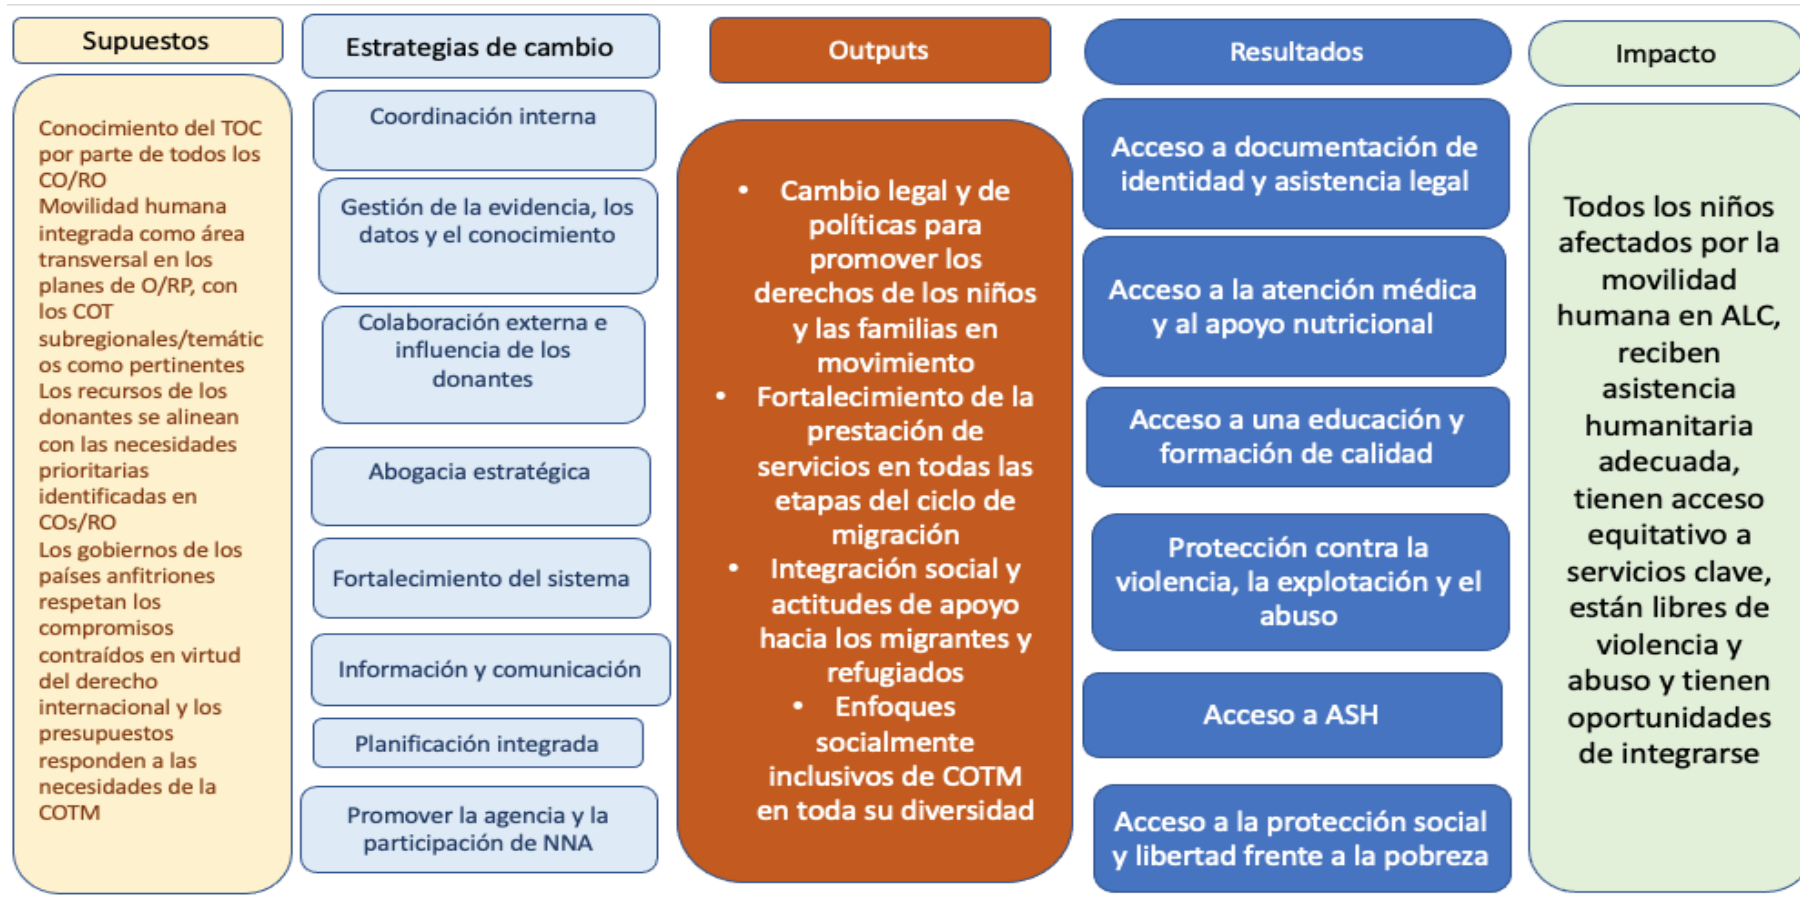 Supuestos
Conocimiento del TOC
por parte de todos los
CO/RO
Movilidad humana
integrada como área
transversal en los
planes de O/RP, con
los COT
subregionales/temátic
os como pertinentes
Los recursos de los
donantes se alinean
con las necesidades
prioritarias
identificadas en
COs/RO
Los gobiernos de los
países anfitriones
respetan los
compromisos
contraídos en virtud
del derecho
internacional y los
presupuestos
responden a las
necesidades de la
COTM
Estrategias de cambio
Coordinación interna
Gestión de la evidencia, los
datos y el conocimiento
Colaboración externa e
influencia de los
donantes
Abogacia estratégica
Fortalecimiento del sistema
Información y comunicación
Planificación integrada
Promover la agencia y la
participación de NNA
Outputs
• Cambio legal y de
políticas para
promover los
derechos de los niños
y las familias en
movimiento
• Fortalecimiento de la
prestación de
servicios en todas las
etapas del ciclo de
migración
• Integración social y
actitudes de apoyo
hacia los migrantes y
refugiados
• Enfoques
socialmente
inclusivos de COTM
en toda su diversidad
Resultados
Acceso a documentación de
identidad y asistencia legal
Acceso a la atención médica
y al apoyo nutricional
Acceso a una educación y
formación de calidad
Protección contra la
violencia, la explotación y el
abuso
Acceso a ASH
Acceso a la protección social
y libertad frente a la pobreza
Impacto
Todos los niños
afectados por la
movilidad
humana en ALC,
reciben
asistencia
humanitaria
adecuada,
tienen acceso
equitativo a
servicios clave,
están libres de
violencia y
abuso y tienen
oportunidades
de integrarse